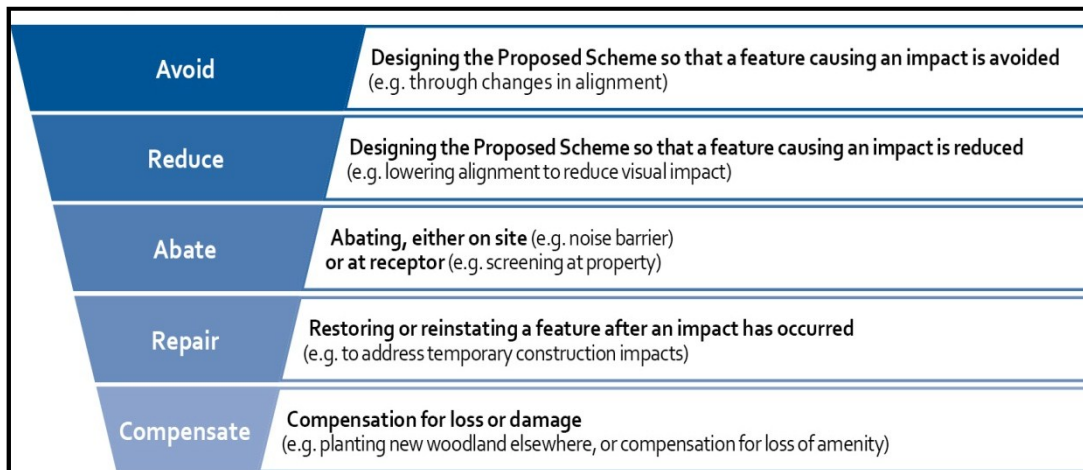 Avoid
Designing the Proposed Scheme so that a feature causing an impact is avoided
(e.g. through changes in alignment)
Reduce
Designing the Proposed Scheme so that a feature causing an impact is reduced
(e.g. lowering alignment to reduce visual impact)
Abate
Abating, either on site (e.g. noise barrier)
or at receptor (e.g. screening at property)
Repair
Restoring or reinstating a feature after an impact has occurred
(e.g. to address temporary construction impacts)
Compensate
Compensation for loss or damage
(e.g. planting new woodland elsewhere, or compensation for loss of amenity)